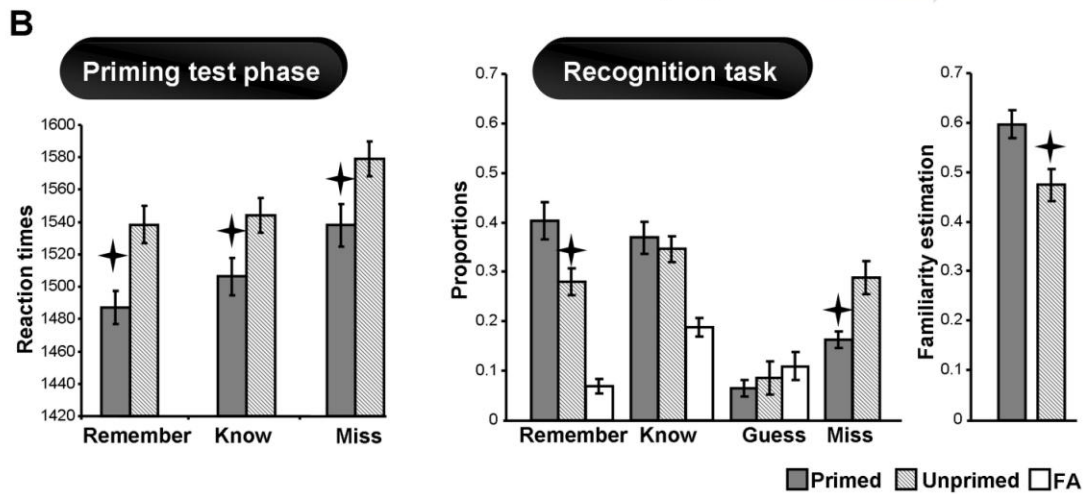 B
Priming test phase
Reaction times
1600
1580
1560
1540
1520
1500
1480
1460
1440
1420
Remember Know Miss
Recognition task
Proportions
0.7
0.6
0.5
0.4
0.3
0.2
0.1
0
Remember Know Guess Miss
Familiarity estimation
0.7
0.6
0.5
0.4
0.3
0.2
0.1
0
Primed Unprimed FA